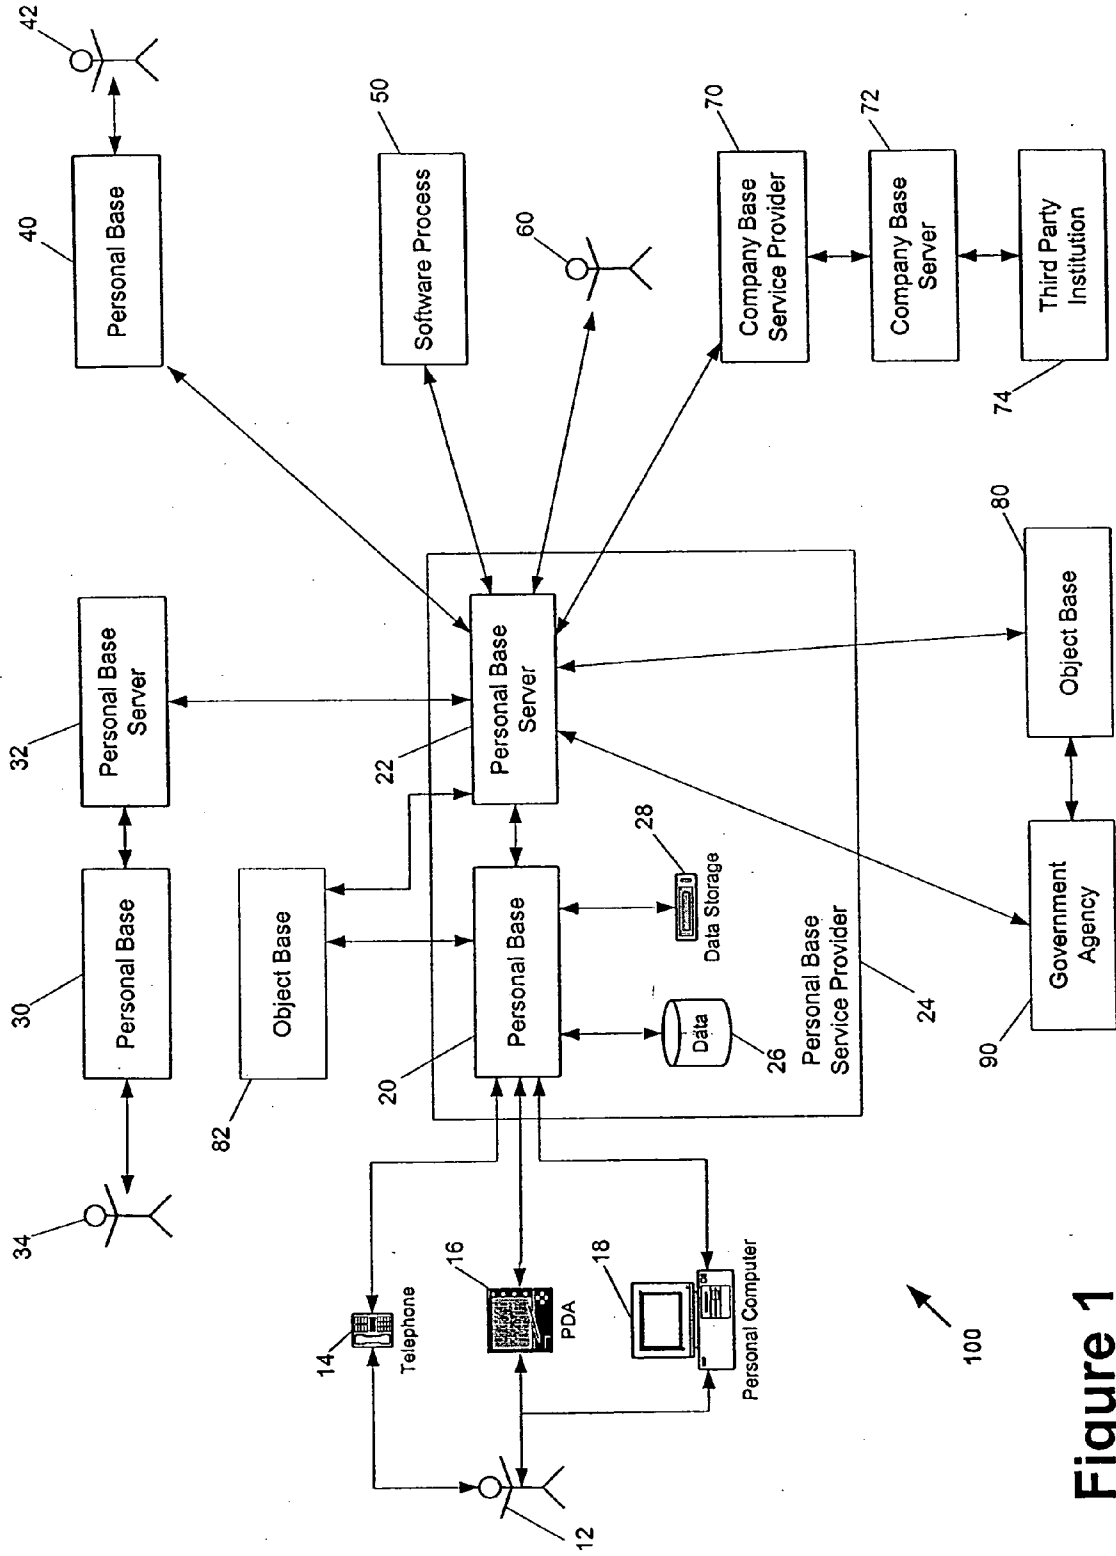 34
30
Personal Base
32
Personal Base
Server
40
Personal Base
42
82
Object Base
50
Software Process
14
Telephone
16
PDA
12
18
Personal Computer
20
Personal Base
22
Personal Base
Server
26
Data
28
Data Storage
Personal Base
Service Provider
24
60
70
Company Base
Service Provider
72
Company Base
Server
74
Third Party
Institution
80
Object Base
90
Government
Agency
100
Figure 1